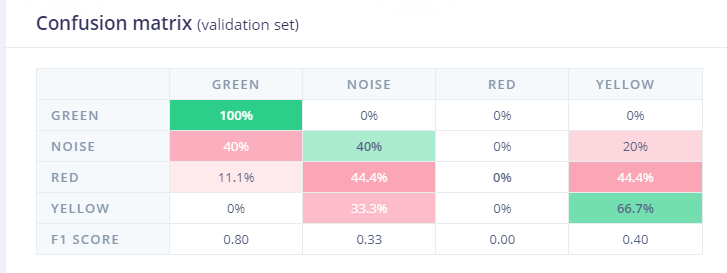 Confusion matrix (validation set)
GREEN NOISE RED YELLOW
GREEN 100% 0% 0% 0%
NOISE 40% 40% 0% 20%
RED 11.1% 44.4% 0% 44.4%
YELLOW 0% 33.3% 0% 66.7%
F1 SCORE 0.80 0.33 0.00 0.40